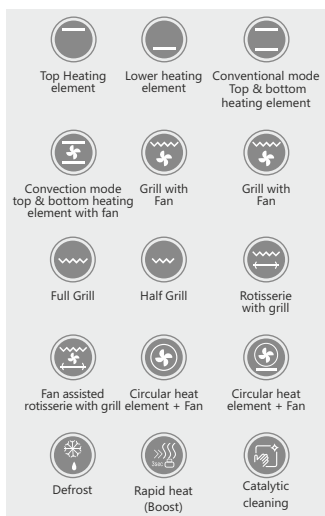 Top Heating
element
Lower heating
element
Conventional mode
Top & bottom
heating element
Convection mode
top & bottom heating
element with fan
Grill with
Fan
Grill with
Fan
Full Grill
Half Grill
Rotisserie
with grill
Fan assisted
rotisserie with grill
Circular heat
element + Fan
Circular heat
element + Fan
Defrost
Rapid heat
(Boost)
Catalytic
cleaning